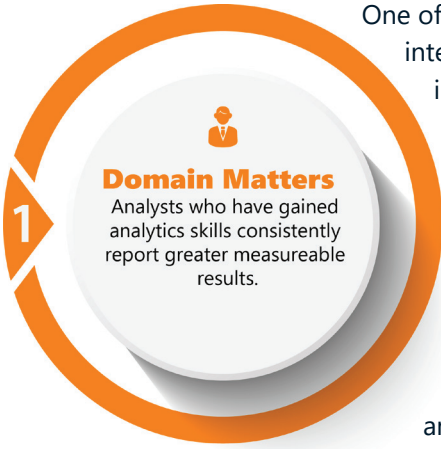 One of
inte
i
1
Domain Matters
Analysts who have gained
analytics skills consistently
report greater measureable
results.
ar